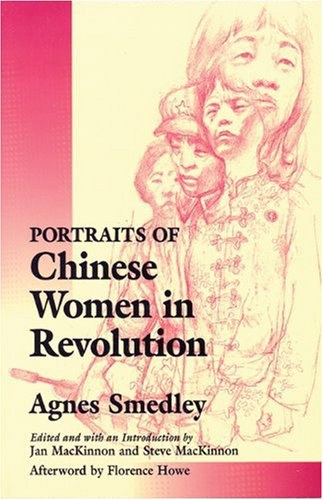 PORTRAITS OF
Chinese
Women in
Revolution
Agnes Smedley
Edited and with an Introduction by
Jan MacKinnon and Steve MacKinnon
Afterword by Florence Howe